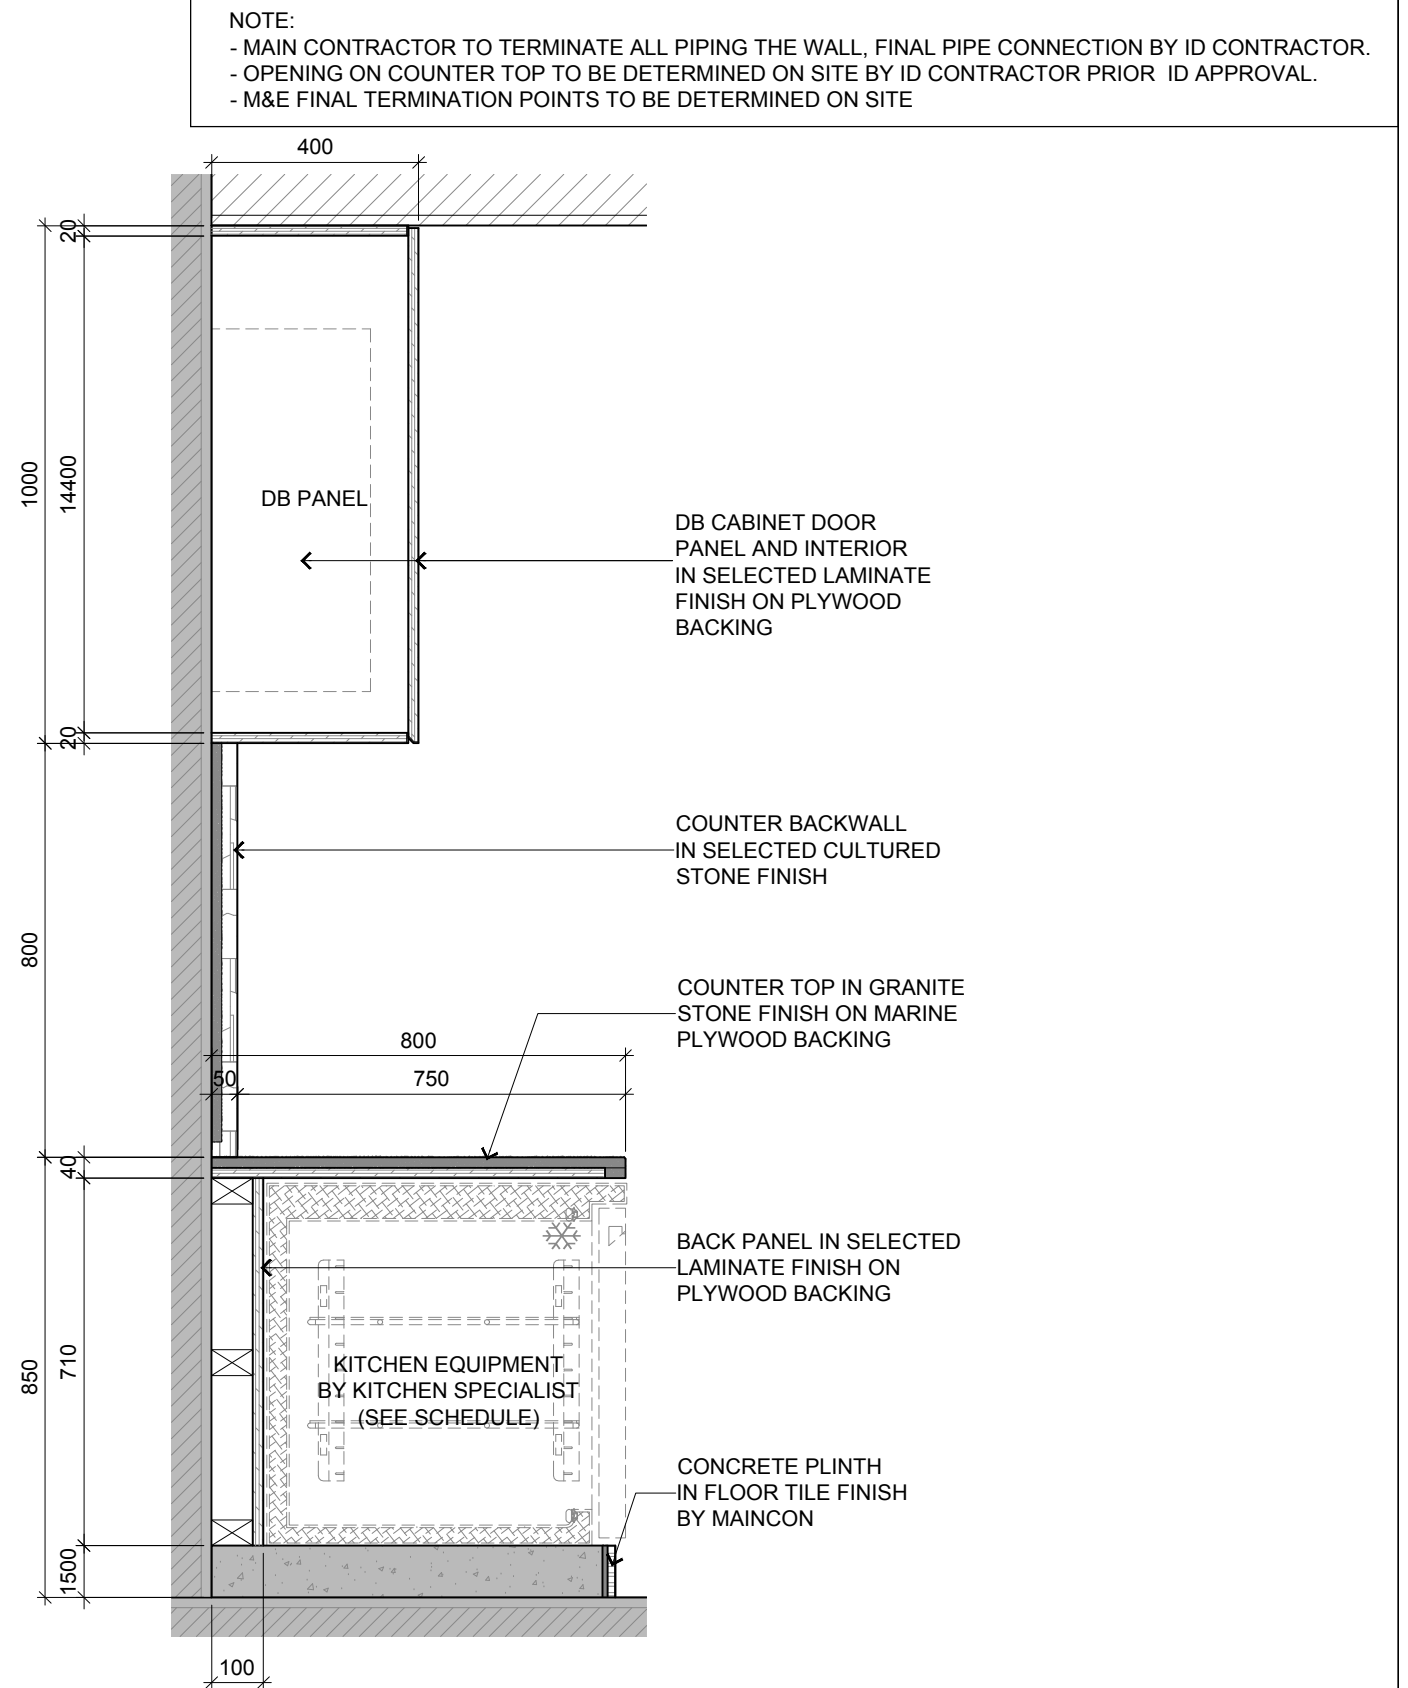 NOTE:
- MAIN CONTRACTOR TO TERMINATE ALL PIPING THE WALL, FINAL PIPE CONNECTION BY ID CONTRACTOR.
- OPENING ON COUNTER TOP TO BE DETERMINED ON SITE BY ID CONTRACTOR PRIOR  ID APPROVAL.
- M&E FINAL TERMINATION POINTS TO BE DETERMINED ON SITE
400
20
1000
14400
DB PANEL
DB CABINET DOOR
PANEL AND INTERIOR
IN SELECTED LAMINATE
FINISH ON PLYWOOD
BACKING
20
COUNTER BACKWALL
IN SELECTED CULTURED
STONE FINISH
800
COUNTER TOP IN GRANITE
STONE FINISH ON MARINE
PLYWOOD BACKING
800
50
750
40
BACK PANEL IN SELECTED
LAMINATE FINISH ON
PLYWOOD BACKING
850
710
KITCHEN EQUIPMENT
BY KITCHEN SPECIALIST
(SEE SCHEDULE)
CONCRETE PLINTH
IN FLOOR TILE FINISH
BY MAINCON
1500
100